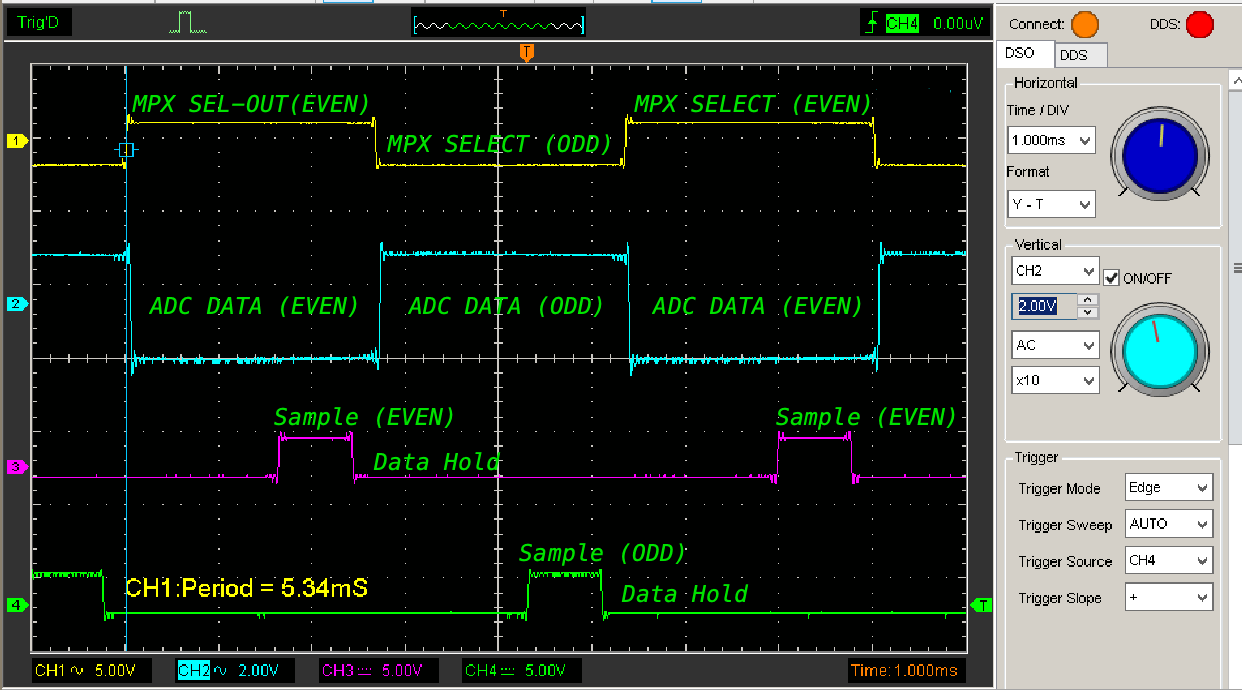 Trig'D
T
CH4 0.00uV
Connect:
DDS:
DSO
DDS
T
Horizontal
Time / DIV
1.000ms
Format
Y - T
MPX SEL-OUT(EVEN)
MPX SELECT (EVEN)
1
MPX SELECT (ODD)
Vertical
CH2
ON/OFF
2.00V
AC
x10
2
ADC DATA (EVEN)
ADC DATA (ODD)
ADC DATA (EVEN)
Sample (EVEN)
Sample (EVEN)
3
Data Hold
Trigger
Trigger Mode
Edge
Trigger Sweep
AUTO
Trigger Source
CH4
Trigger Slope
+
Sample (ODD)
CH1:Period = 5.34mS
Data Hold
4
T
CH1 ∿ 5.00V
CH2 ∿ 2.00V
CH3 ⎓ 5.00V
CH4 ⎓ 5.00V
Time:1.000ms